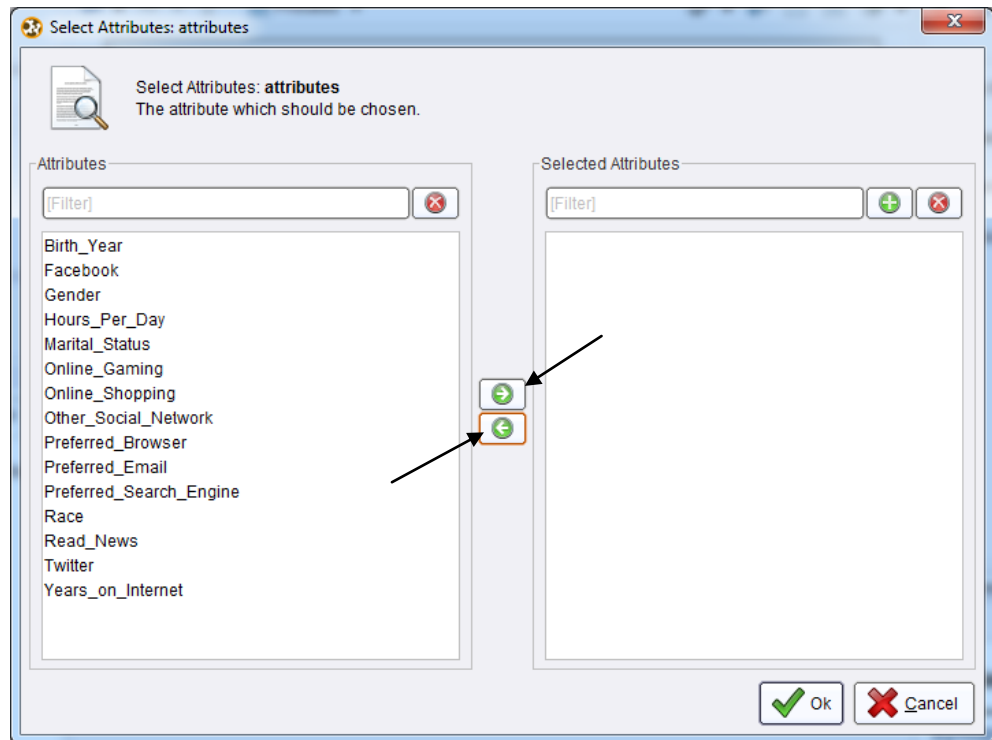 Select Attributes: attributes
Select Attributes: attributes
The attribute which should be chosen.
Attributes
[Filter]
Birth_Year
Facebook
Gender
Hours_Per_Day
Marital_Status
Online_Gaming
Online_Shopping
Other_Social_Network
Preferred_Browser
Preferred_Email
Preferred_Search_Engine
Race
Read_News
Twitter
Years_on_Internet
Selected Attributes
[Filter]
Ok
Cancel